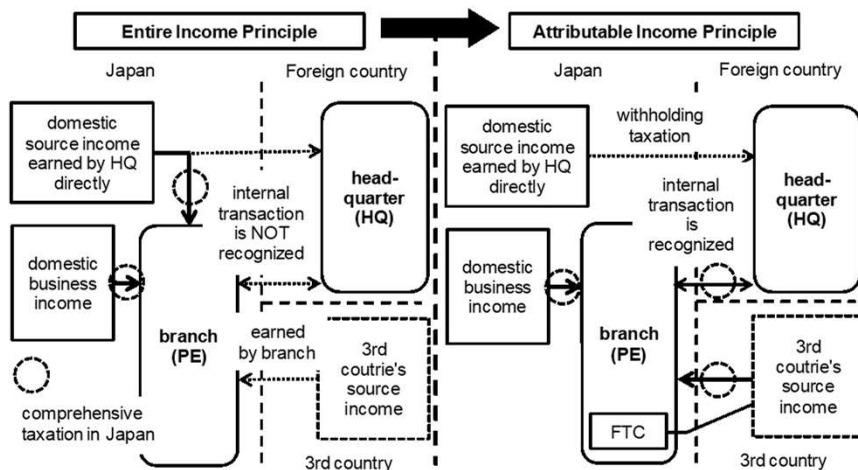 Entire Income Principle
Japan
Foreign country
domestic
source income
earned by HQ
directly
head-
quarter
(HQ)
internal
transaction
is NOT
recognized
domestic
business
income
branch
(PE)
earned
by branch
3rd
coutrie's
source
income
comprehensive
taxation in Japan
3rd country
Attributable Income Principle
Japan
Foreign country
domestic
source income
earned by HQ
directly
withholding
taxation
head-
quarter
(HQ)
internal
transaction
is
recognized
domestic
business
income
branch
(PE)
3rd
coutrie's
source
income
FTC
3rd country